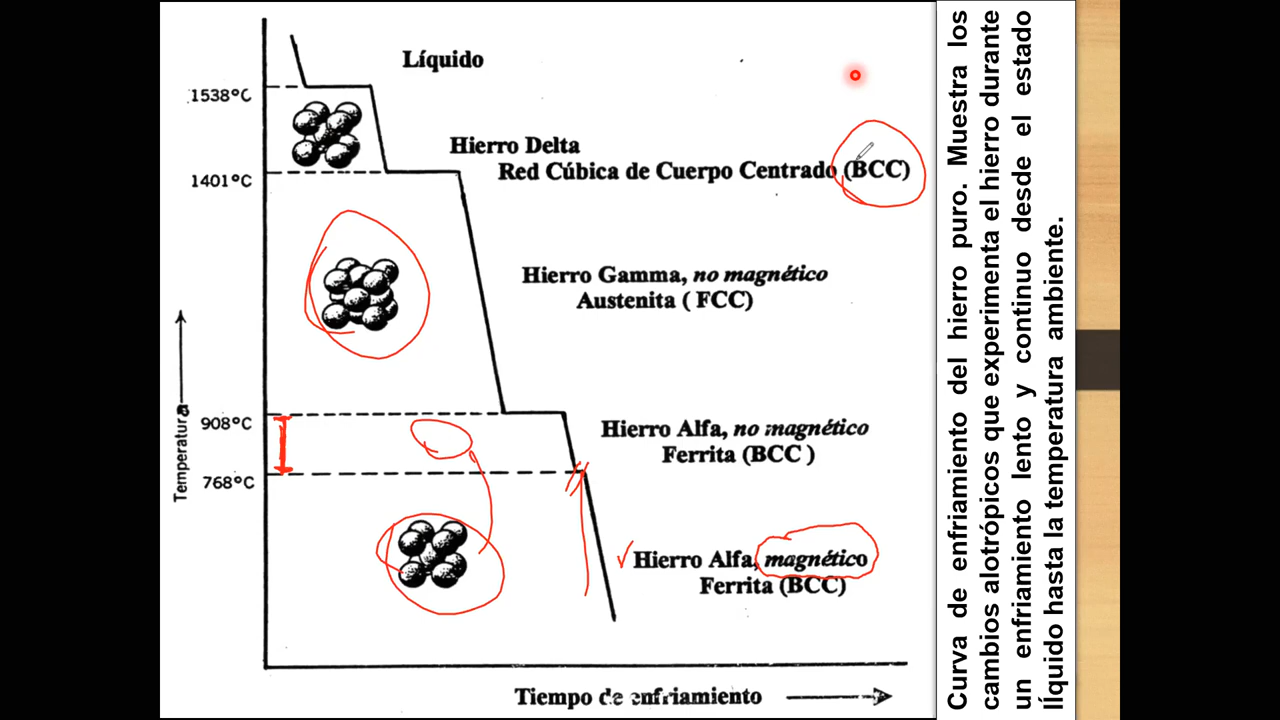 Líquido
1538°C
Hierro Delta
Red Cúbica de Cuerpo Centrado (BCC)
1401°C
Hierro Gamma, no magnético
Austenita ( FCC)
908°C
Hierro Alfa, no magnético
Ferrita (BCC )
768°C
Hierro Alfa, magnético
Ferrita (BCC)
Temperatura
Tiempo de enfriamiento
Curva de enfriamiento del hierro puro. Muestra los
cambios alotrópicos que experimenta el hierro durante
un enfriamiento lento y continuo desde el estado
líquido hasta la temperatura ambiente.